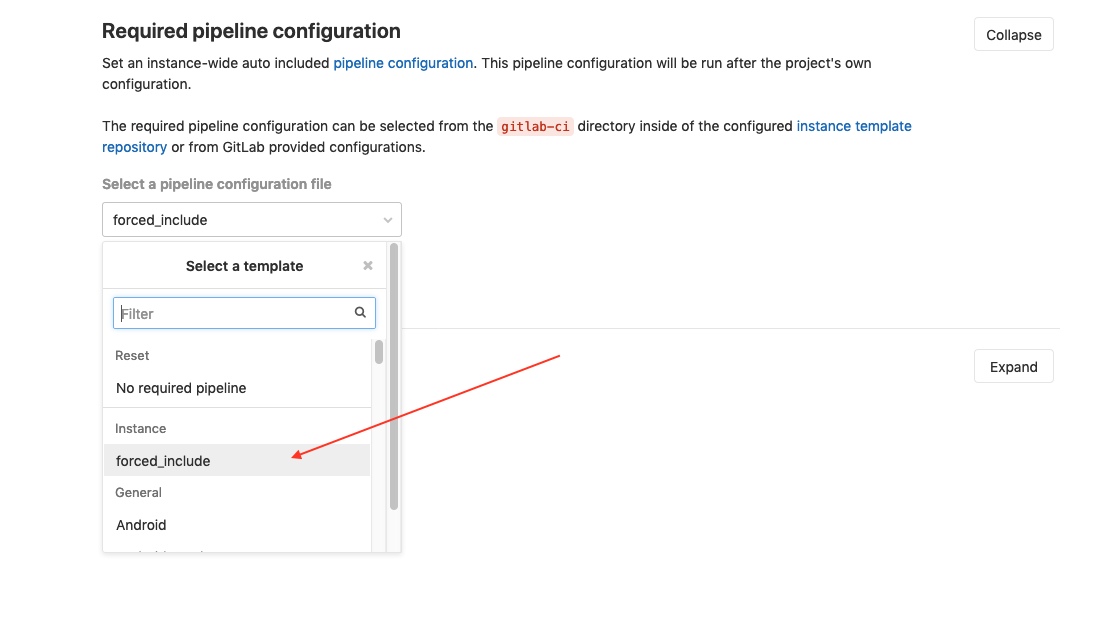 Required pipeline configuration
Collapse
Set an instance-wide auto included pipeline configuration. This pipeline configuration will be run after the project's own
configuration.
The required pipeline configuration can be selected from the gitlab-ci directory inside of the configured instance template
repository or from GitLab provided configurations.
Select a pipeline configuration file
forced_include
Select a template
Filter
Reset
Expand
No required pipeline
Instance
forced_include
General
Android